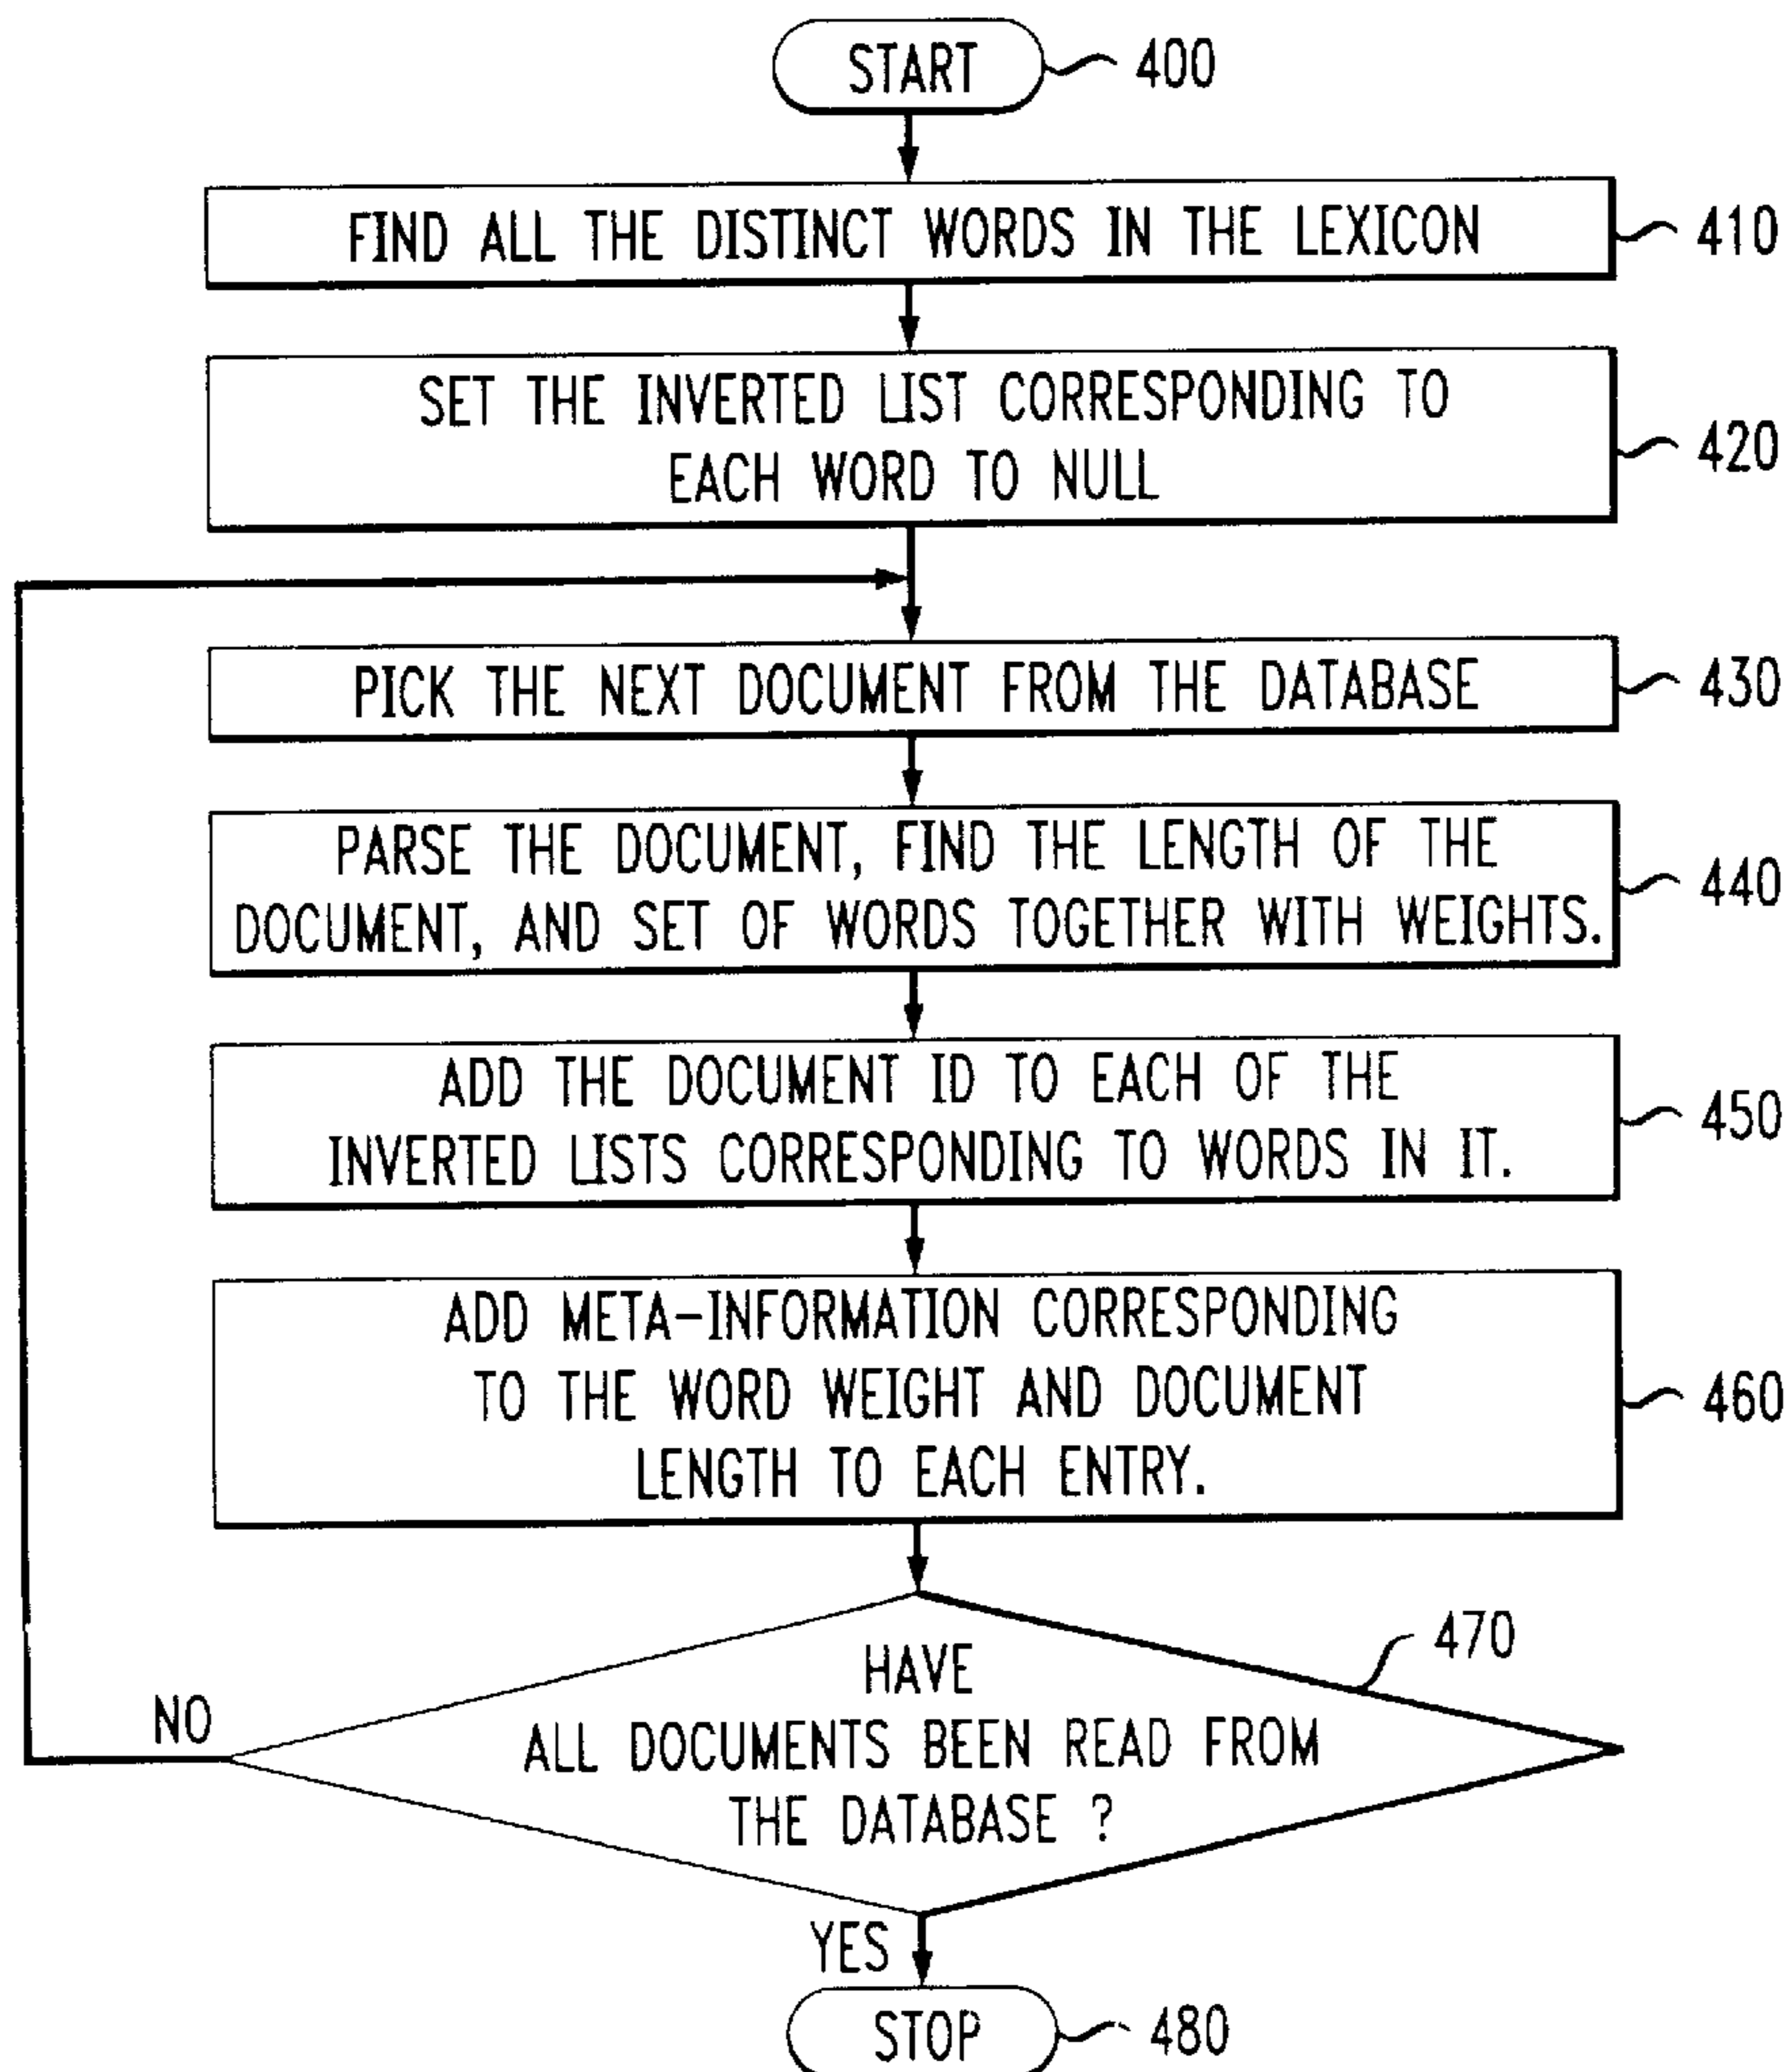 START
400
FIND ALL THE DISTINCT WORDS IN THE LEXICON
410
SET THE INVERTED LIST CORRESPONDING TO
EACH WORD TO NULL
420
PICK THE NEXT DOCUMENT FROM THE DATABASE
430
PARSE THE DOCUMENT, FIND THE LENGTH OF THE
DOCUMENT, AND SET OF WORDS TOGETHER WITH WEIGHTS.
440
ADD THE DOCUMENT ID TO EACH OF THE
INVERTED LISTS CORRESPONDING TO WORDS IN IT.
450
ADD META-INFORMATION CORRESPONDING
TO THE WORD WEIGHT AND DOCUMENT
LENGTH TO EACH ENTRY.
460
HAVE
ALL DOCUMENTS BEEN READ FROM
THE DATABASE ?
470
NO
YES
STOP
480